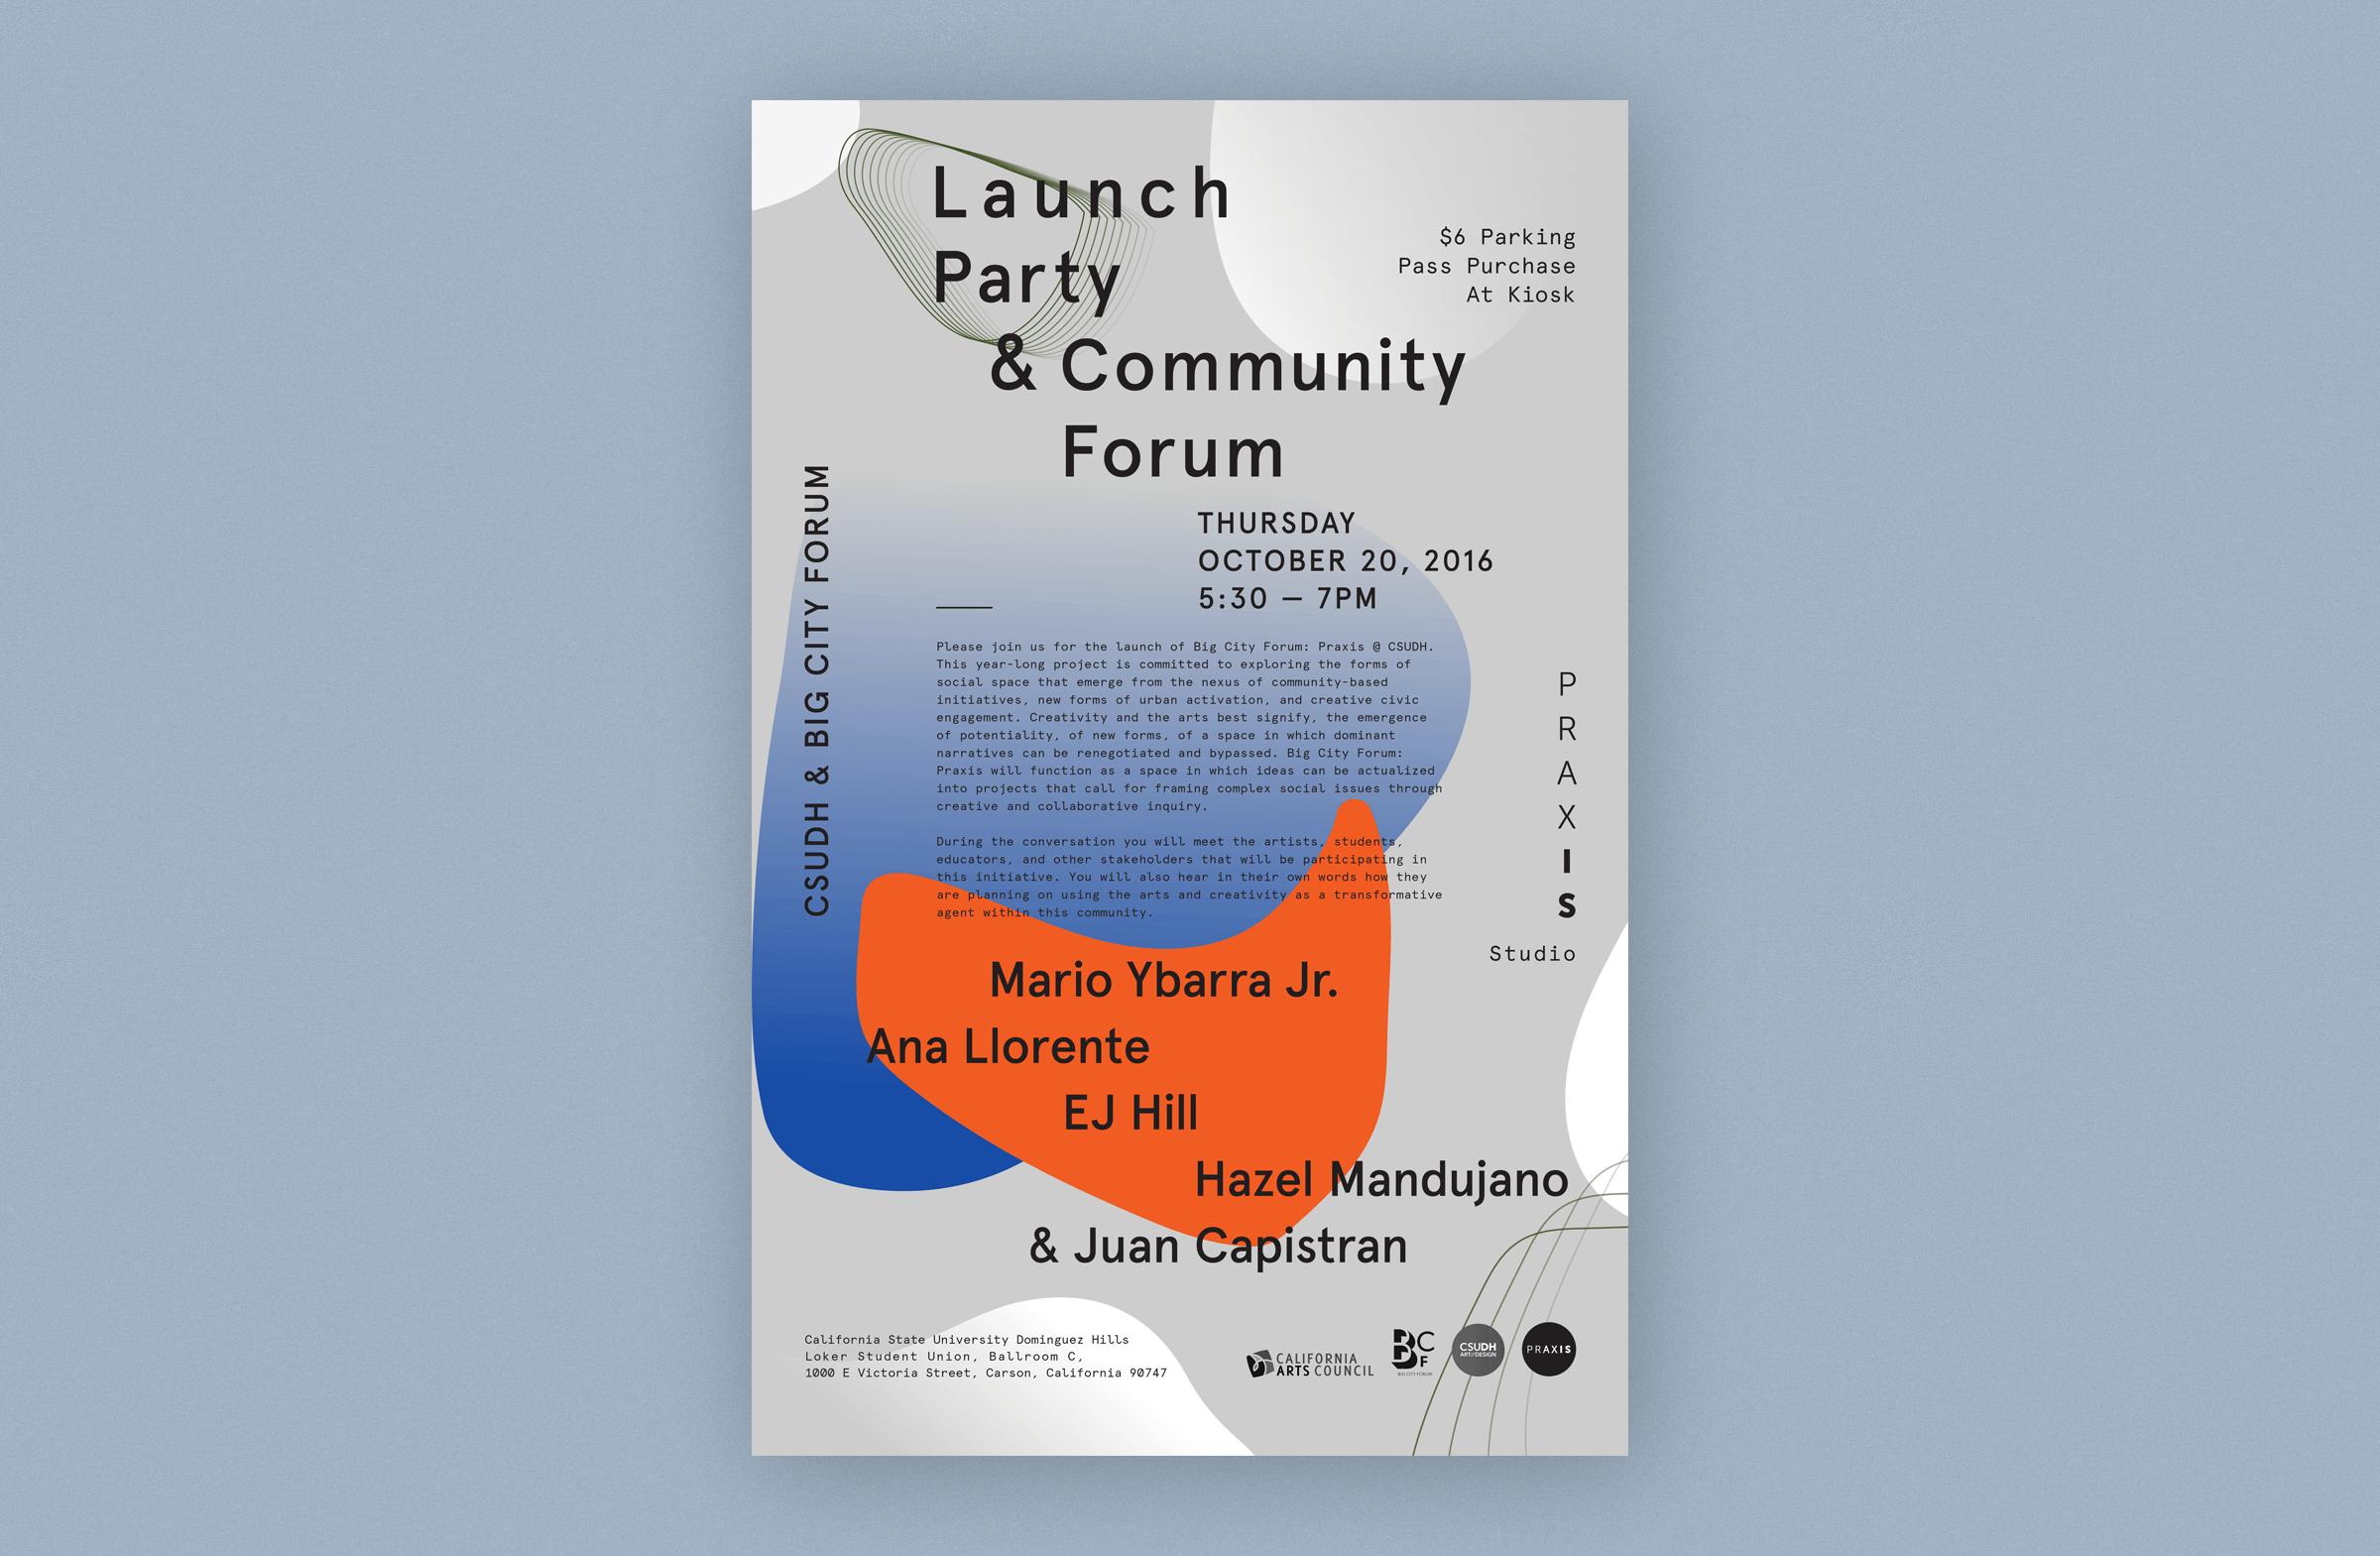 Launch
Party
& Community
Forum
$6 Parking
Pass Purchase
At Kiosk
THURSDAY
OCTOBER 20, 2016
5:30 — 7PM
CSUDH & BIG CITY FORUM
Please join us for the launch of Big City Forum: Praxis @ CSUDH.
This year-long project is committed to exploring the forms of
social space that emerge from the nexus of community-based
initiatives, new forms of urban activation, and creative civic
engagement. Creativity and the arts best signify, the emergence
of potentiality, of new forms, of a space in which dominant
narratives can be renegotiated and bypassed. Big City Forum:
Praxis will function as a space in which ideas can be actualized
into projects that call for framing complex social issues through
creative and collaborative inquiry.
During the conversation you will meet the artists, students,
educators, and other stakeholders that will be participating in
this initiative. You will also hear in their own words how they
are planning on using the arts and creativity as a transformative
agent within this community.
PRAXIS
Studio
Mario Ybarra Jr.
Ana Llorente
EJ Hill
Hazel Mandujano
& Juan Capistran
California State University Dominguez Hills
Loker Student Union, Ballroom C,
1000 E Victoria Street, Carson, California 90747
CALIFORNIA
ARTS COUNCIL
BCF
BIG CITY FORUM
CSUDH
ART//DESIGN
PRAXIS